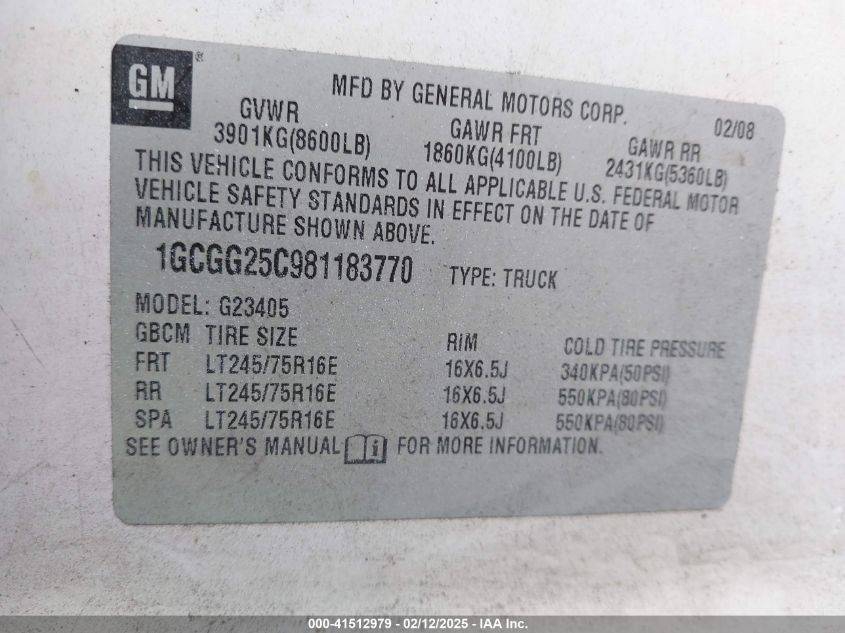 GM®
MFD BY GENERAL MOTORS CORP. 02/08
GVWR GAWR FRT GAWR RR
3901KG(8600LB) 1860KG(4100LB) 2431KG(5360LB)
THIS VEHICLE CONFORMS TO ALL APPLICABLE U.S. FEDERAL MOTOR
VEHICLE SAFETY STANDARDS IN EFFECT ON THE DATE OF
MANUFACTURE SHOWN ABOVE.
1GCGG25C981183770 TYPE: TRUCK
MODEL: G23405
GBCM TIRE SIZE RIM COLD TIRE PRESSURE
FRT LT245/75R16E 16X6.5J 340KPA(50PSI)
RR LT245/75R16E 16X6.5J 550KPA(80PSI)
SPA LT245/75R16E 16X6.5J 550KPA(80PSI)
SEE OWNER'S MANUAL i FOR MORE INFORMATION.
000-41512979 - 02/12/2025 - IAA Inc.